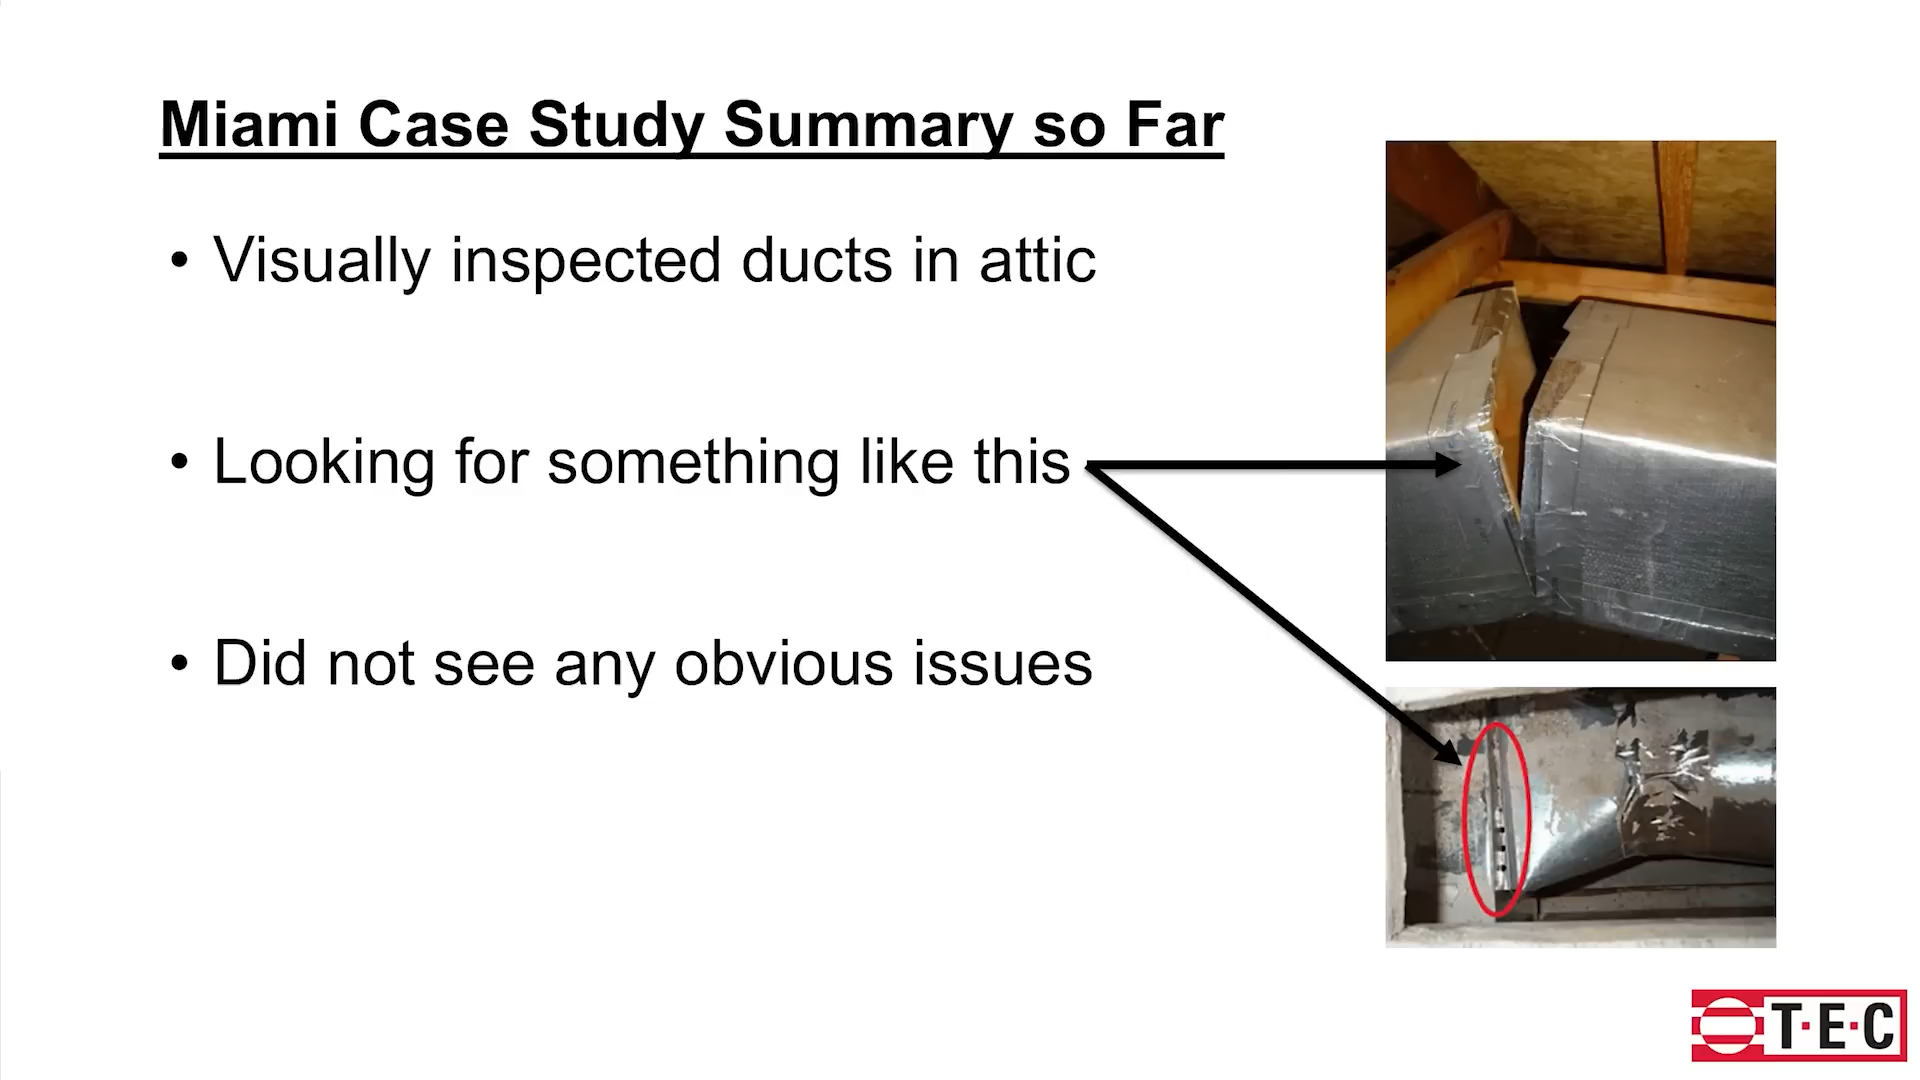 Miami Case Study Summary so Far
• Visually inspected ducts in attic
• Looking for something like this
• Did not see any obvious issues
T·E·C